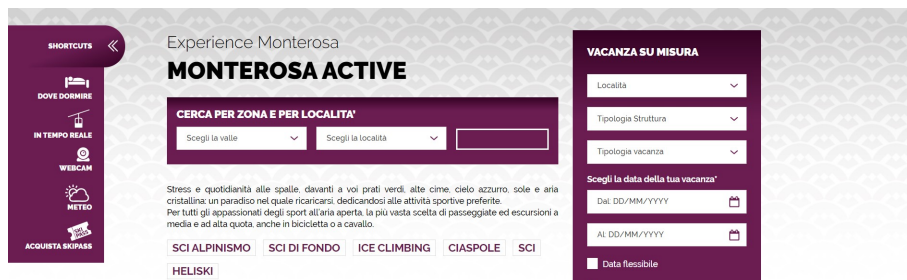 SHORTCUTS
DOVE DORMIRE
IN TEMPO REALE
WEBCAM
METEO
SKI PASS
ACQUISTA SKIPASS
Experience Monterosa
MONTEROSA ACTIVE
CERCA PER ZONA E PER LOCALITA'
Scegli la valle
Scegli la località
Stress e quotidianità alle spalle, davanti a voi prati verdi, alte cime, cielo azzurro, sole e aria
cristallina: un paradiso nel quale ricaricarsi, dedicandosi alle attività sportive preferite.
Per tutti gli appassionati degli sport all'aria aperta, la più vasta scelta di passeggiate ed escursioni a
media e ad alta quota, anche in bicicletta o a cavallo.
SCI ALPINISMO SCI DI FONDO ICE CLIMBING CIASPOLE SCI
HELISKI
VACANZA SU MISURA
Località
Tipologia Struttura
Tipologia vacanza
Scegli la data della tua vacanza*
Dal: DD/MM/YYYY
Al: DD/MM/YYYY
Data flessibile